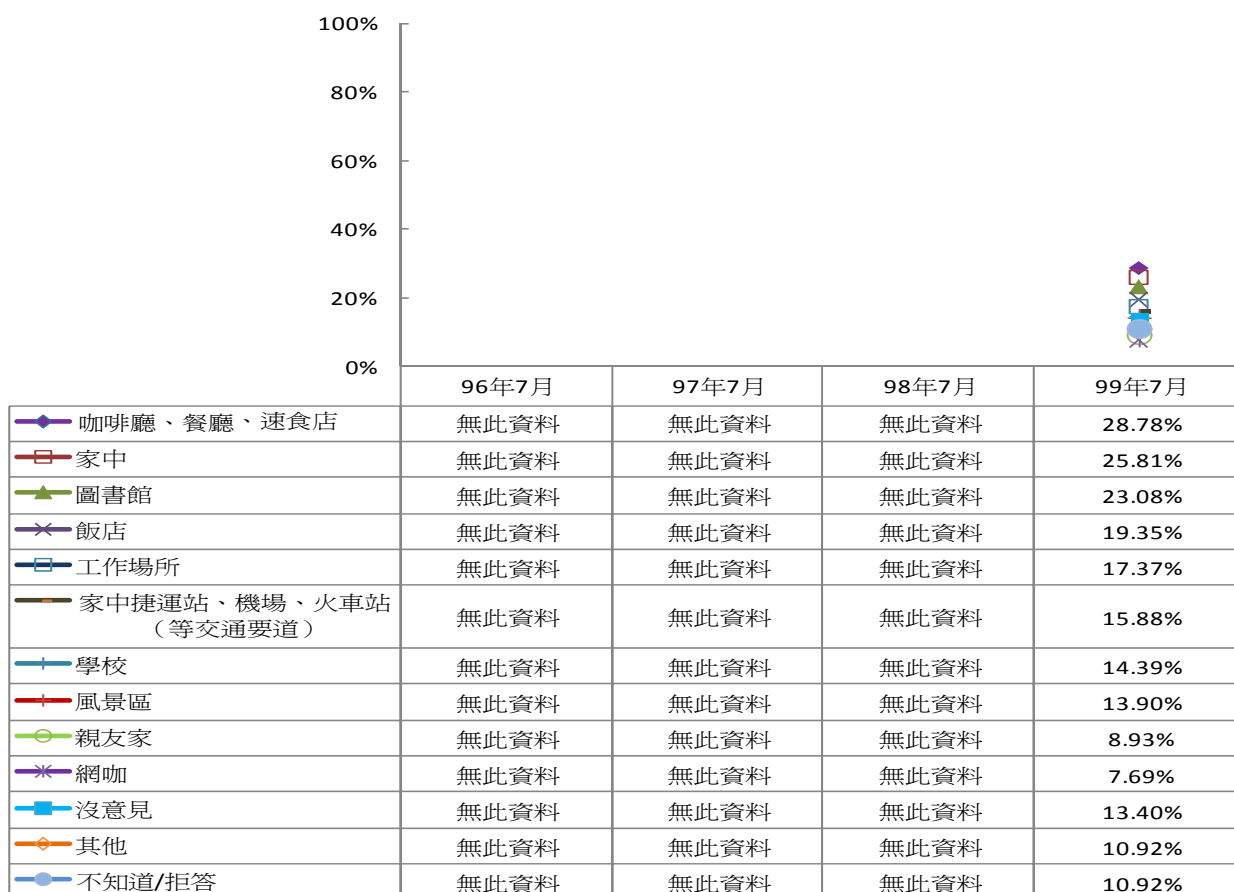 100%
80%
60%
40%
20%
0%
96年7月 97年7月 98年7月 99年7月
咖啡廳、餐廳、速食店 無此資料 無此資料 無此資料 28.78%
家中 無此資料 無此資料 無此資料 25.81%
圖書館 無此資料 無此資料 無此資料 23.08%
飯店 無此資料 無此資料 無此資料 19.35%
工作場所 無此資料 無此資料 無此資料 17.37%
家中捷運站、機場、火車站
（等交通要道） 無此資料 無此資料 無此資料 15.88%
學校 無此資料 無此資料 無此資料 14.39%
風景區 無此資料 無此資料 無此資料 13.90%
親友家 無此資料 無此資料 無此資料 8.93%
網咖 無此資料 無此資料 無此資料 7.69%
沒意見 無此資料 無此資料 無此資料 13.40%
其他 無此資料 無此資料 無此資料 10.92%
不知道/拒答 無此資料 無此資料 無此資料 10.92%